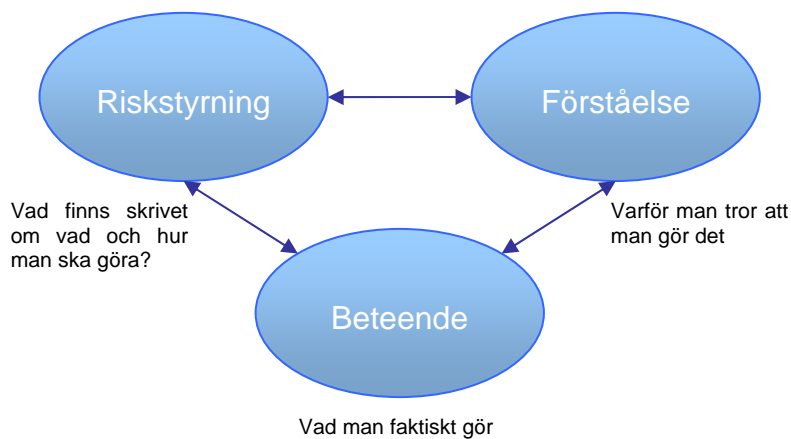 Riskstyrning
Förståelse
Vad finns skrivet
om vad och hur
man ska göra?
Varför man tror att
man gör det
Beteende
Vad man faktiskt gör